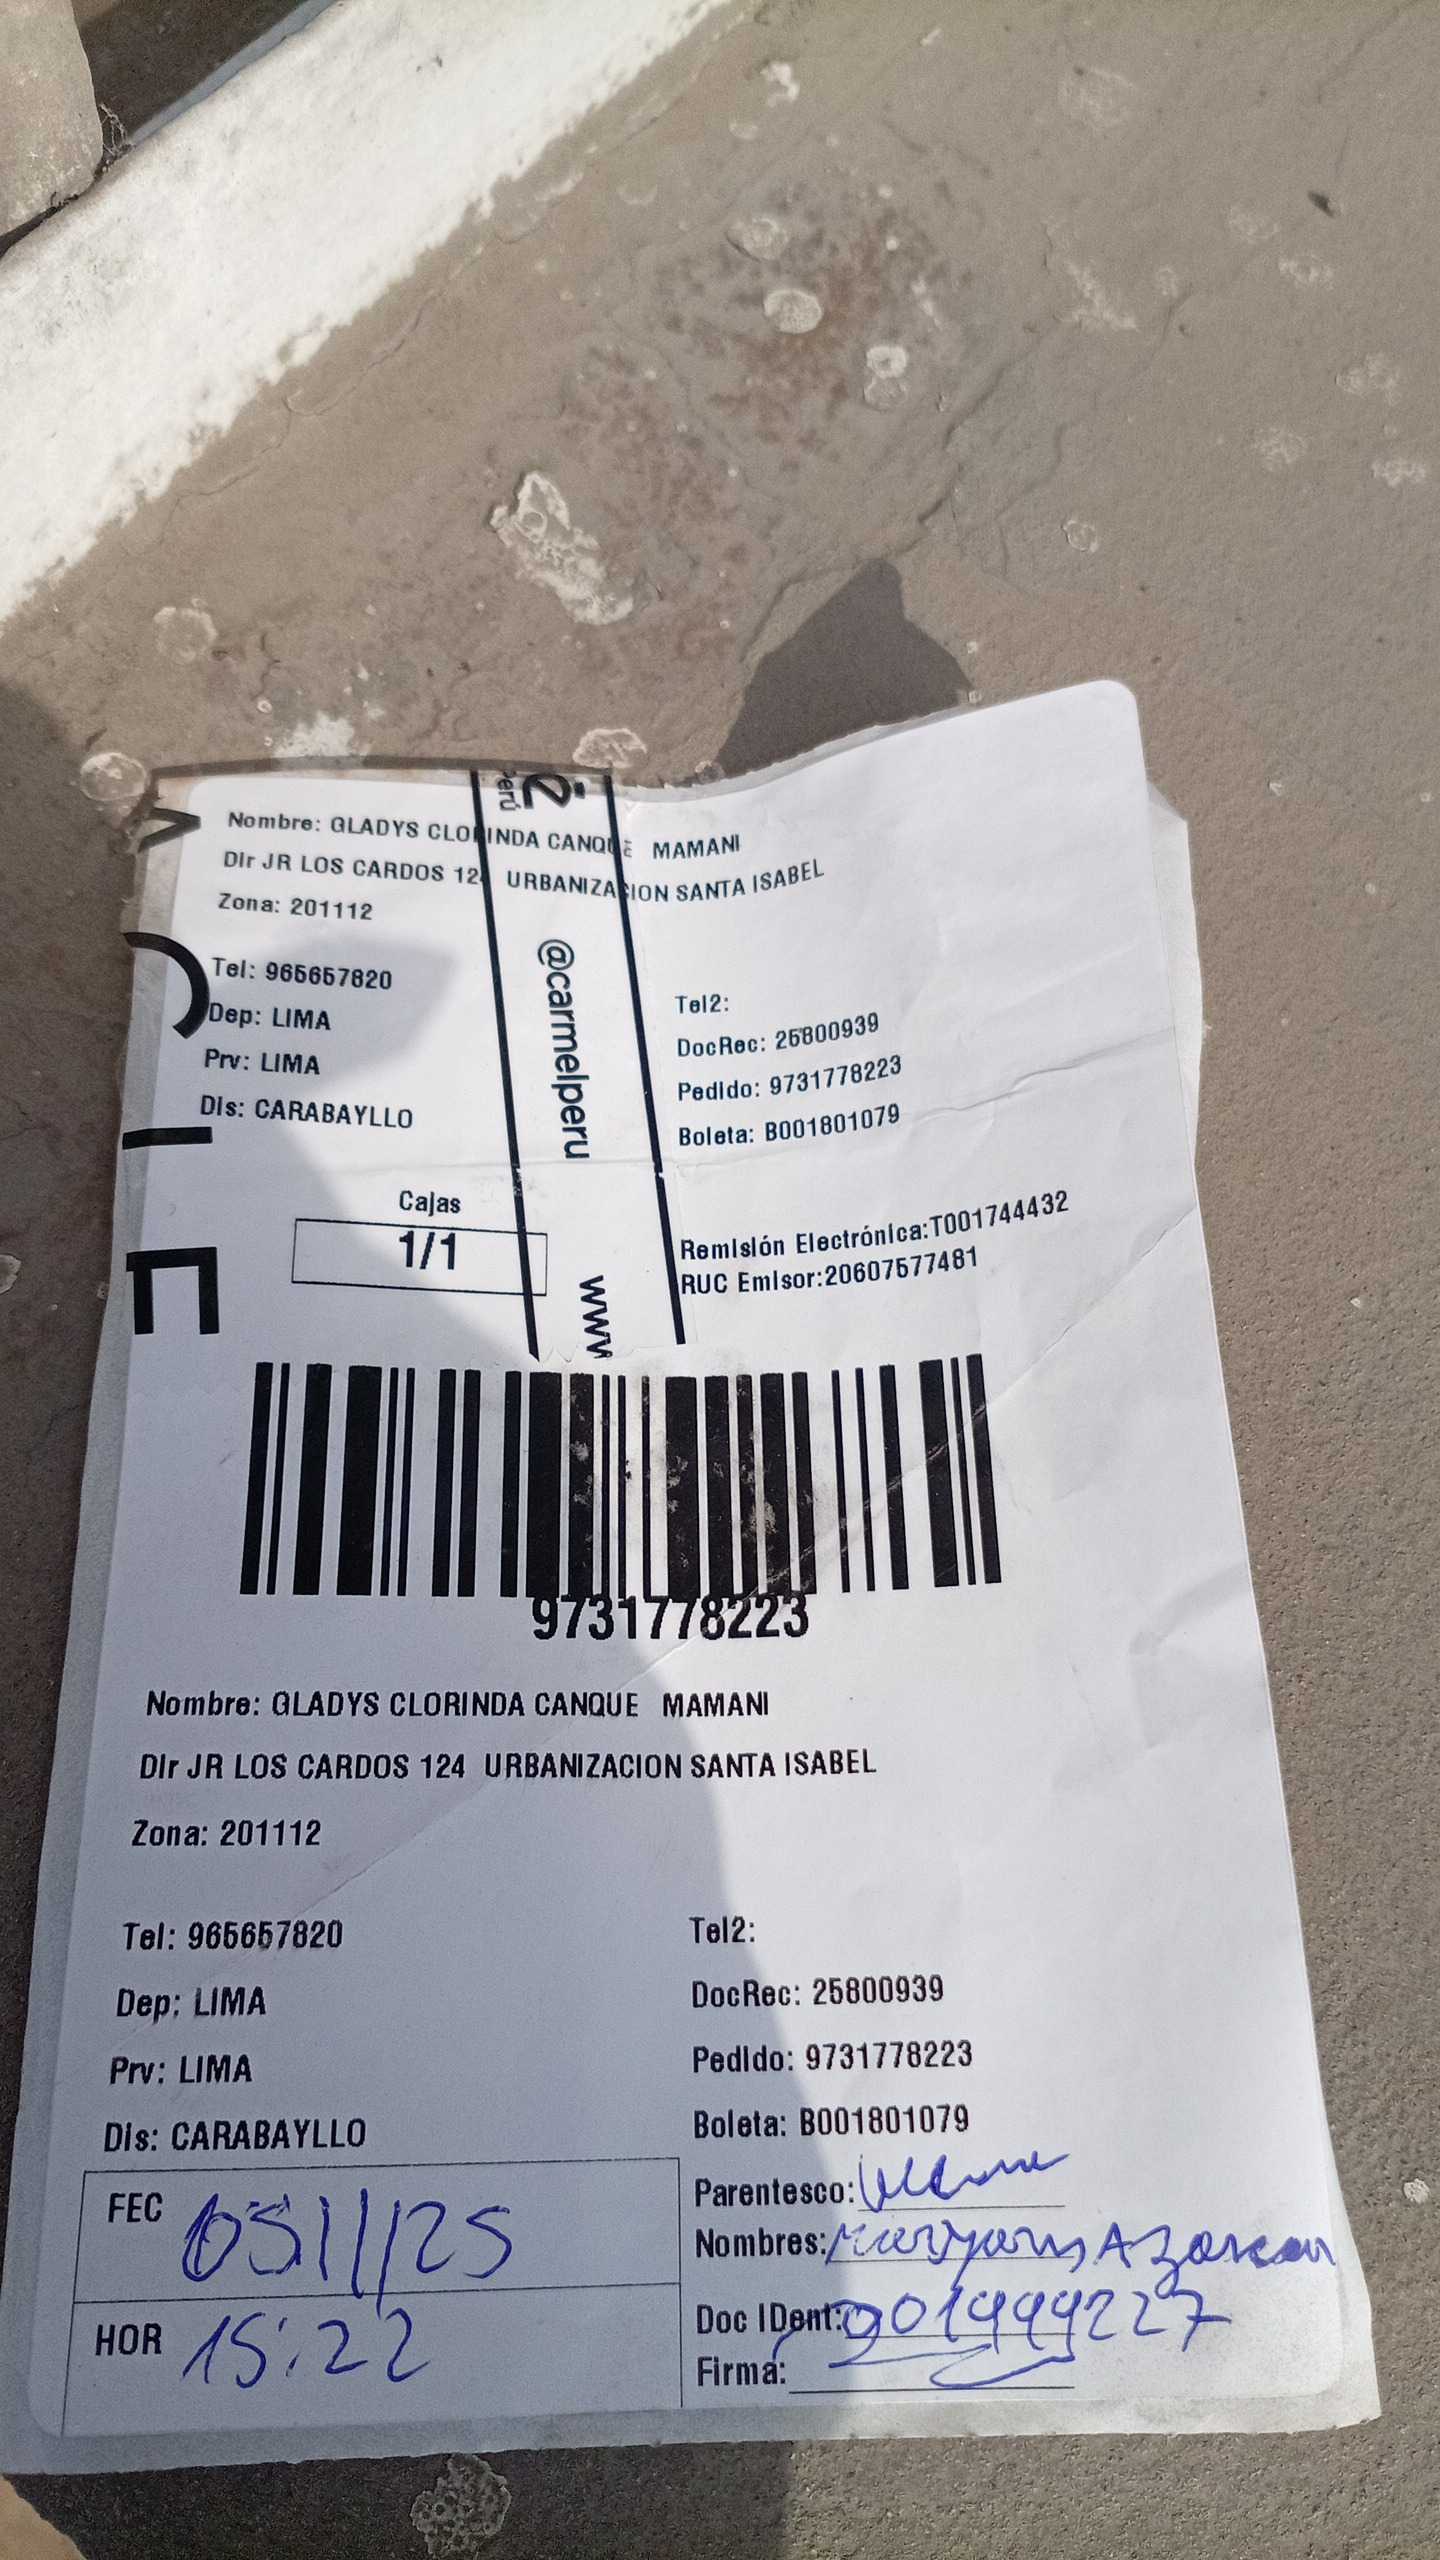 Nombre: GLADYS CLORINDA CANQUE MAMANI
Dir JR LOS CARDOS 124 URBANIZACION SANTA ISABEL
Zona: 201112
Tel: 965657820
Dep: LIMA
Prv: LIMA
Dis: CARABAYLLO
Tel2:
DocRec: 25800939
Pedido: 9731778223
Boleta: B001801079
@carmelperu
www
Cajas
1/1
Remisión Electrónica:T001744432
RUC Emisor:20607577481
9731778223
Nombre: GLADYS CLORINDA CANQUE MAMANI
Dir JR LOS CARDOS 124 URBANIZACION SANTA ISABEL
Zona: 201112
Tel: 965657820
Dep: LIMA
Prv: LIMA
Dis: CARABAYLLO
Tel2:
DocRec: 25800939
Pedido: 9731778223
Boleta: B001801079
FEC 05/11/25
HOR 15:22
Parentesco:
Nombres:
Doc IDent: 001999227
Firma: